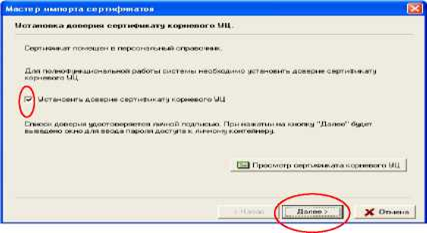 Мастер импорта сертификатов
Установка доверия сертификату корневого УЦ.
Сертификат помещен в персональный справочник.
Для полнофункциональной работы системы необходимо установить доверие сертификату
корневого УЦ.
Установить доверие сертификату корневого УЦ
Список доверия удостоверяется личной подписью. При нажатии на кнопку "Далее" будет
выведено окно для ввода пароля доступа к личному контейнеру.
Просмотр сертификата корневого УЦ
< Назад
Далее >
Отмена